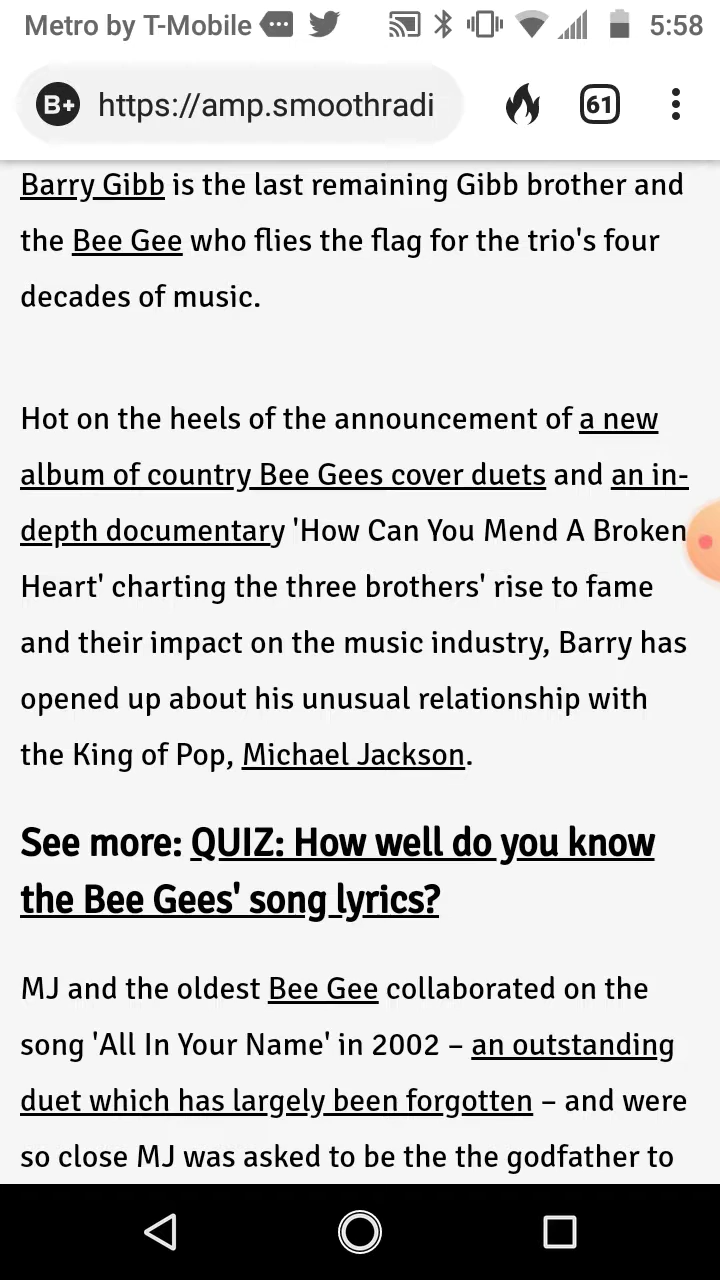 Metro by T-Mobile 5:58
B+ https://amp.smoothradi 61
Barry Gibb is the last remaining Gibb brother and
the Bee Gee who flies the flag for the trio's four
decades of music.
Hot on the heels of the announcement of a new
album of country Bee Gees cover duets and an in-
depth documentary 'How Can You Mend A Broken
Heart' charting the three brothers' rise to fame
and their impact on the music industry, Barry has
opened up about his unusual relationship with
the King of Pop, Michael Jackson.
See more: QUIZ: How well do you know
the Bee Gees' song lyrics?
MJ and the oldest Bee Gee collaborated on the
song 'All In Your Name' in 2002 – an outstanding
duet which has largely been forgotten – and were
so close MJ was asked to be the the godfather to